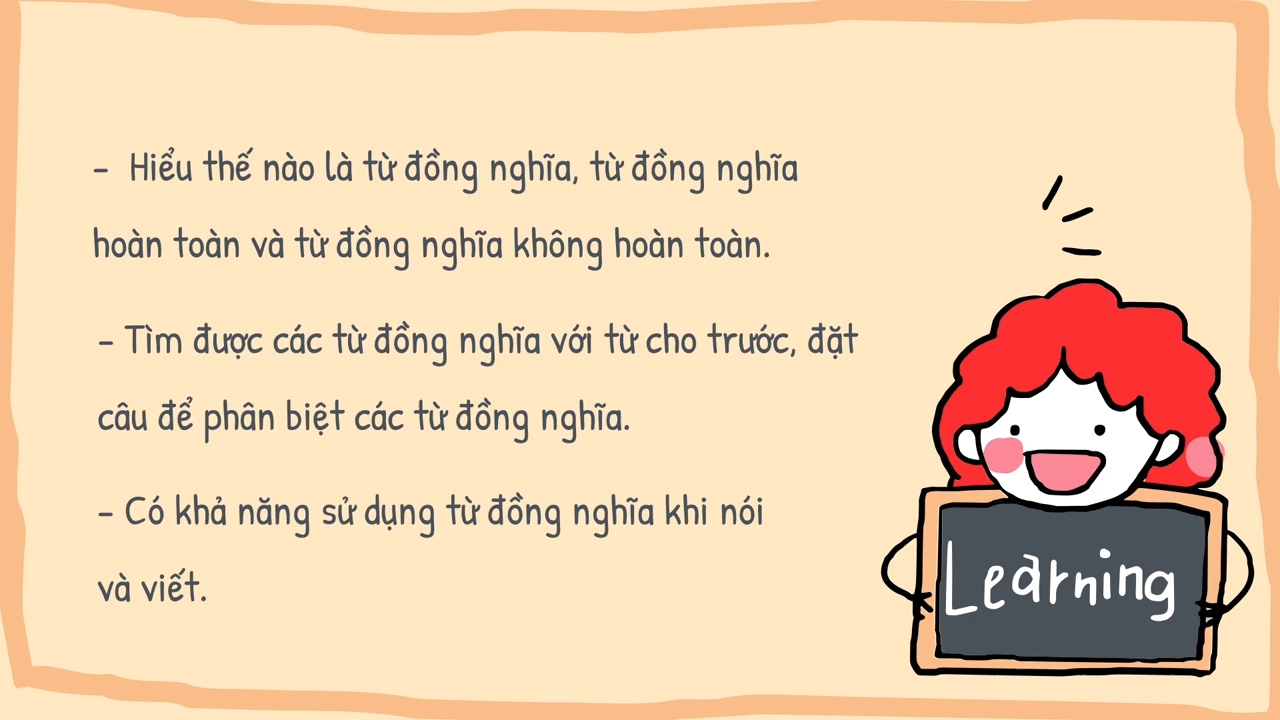 - Hiểu thế nào là từ đồng nghĩa, từ đồng nghĩa
hoàn toàn và từ đồng nghĩa không hoàn toàn.
- Tìm được các từ đồng nghĩa với từ cho trước, đặt
câu để phân biệt các từ đồng nghĩa.
- Có khả năng sử dụng từ đồng nghĩa khi nói
và viết.
Learning